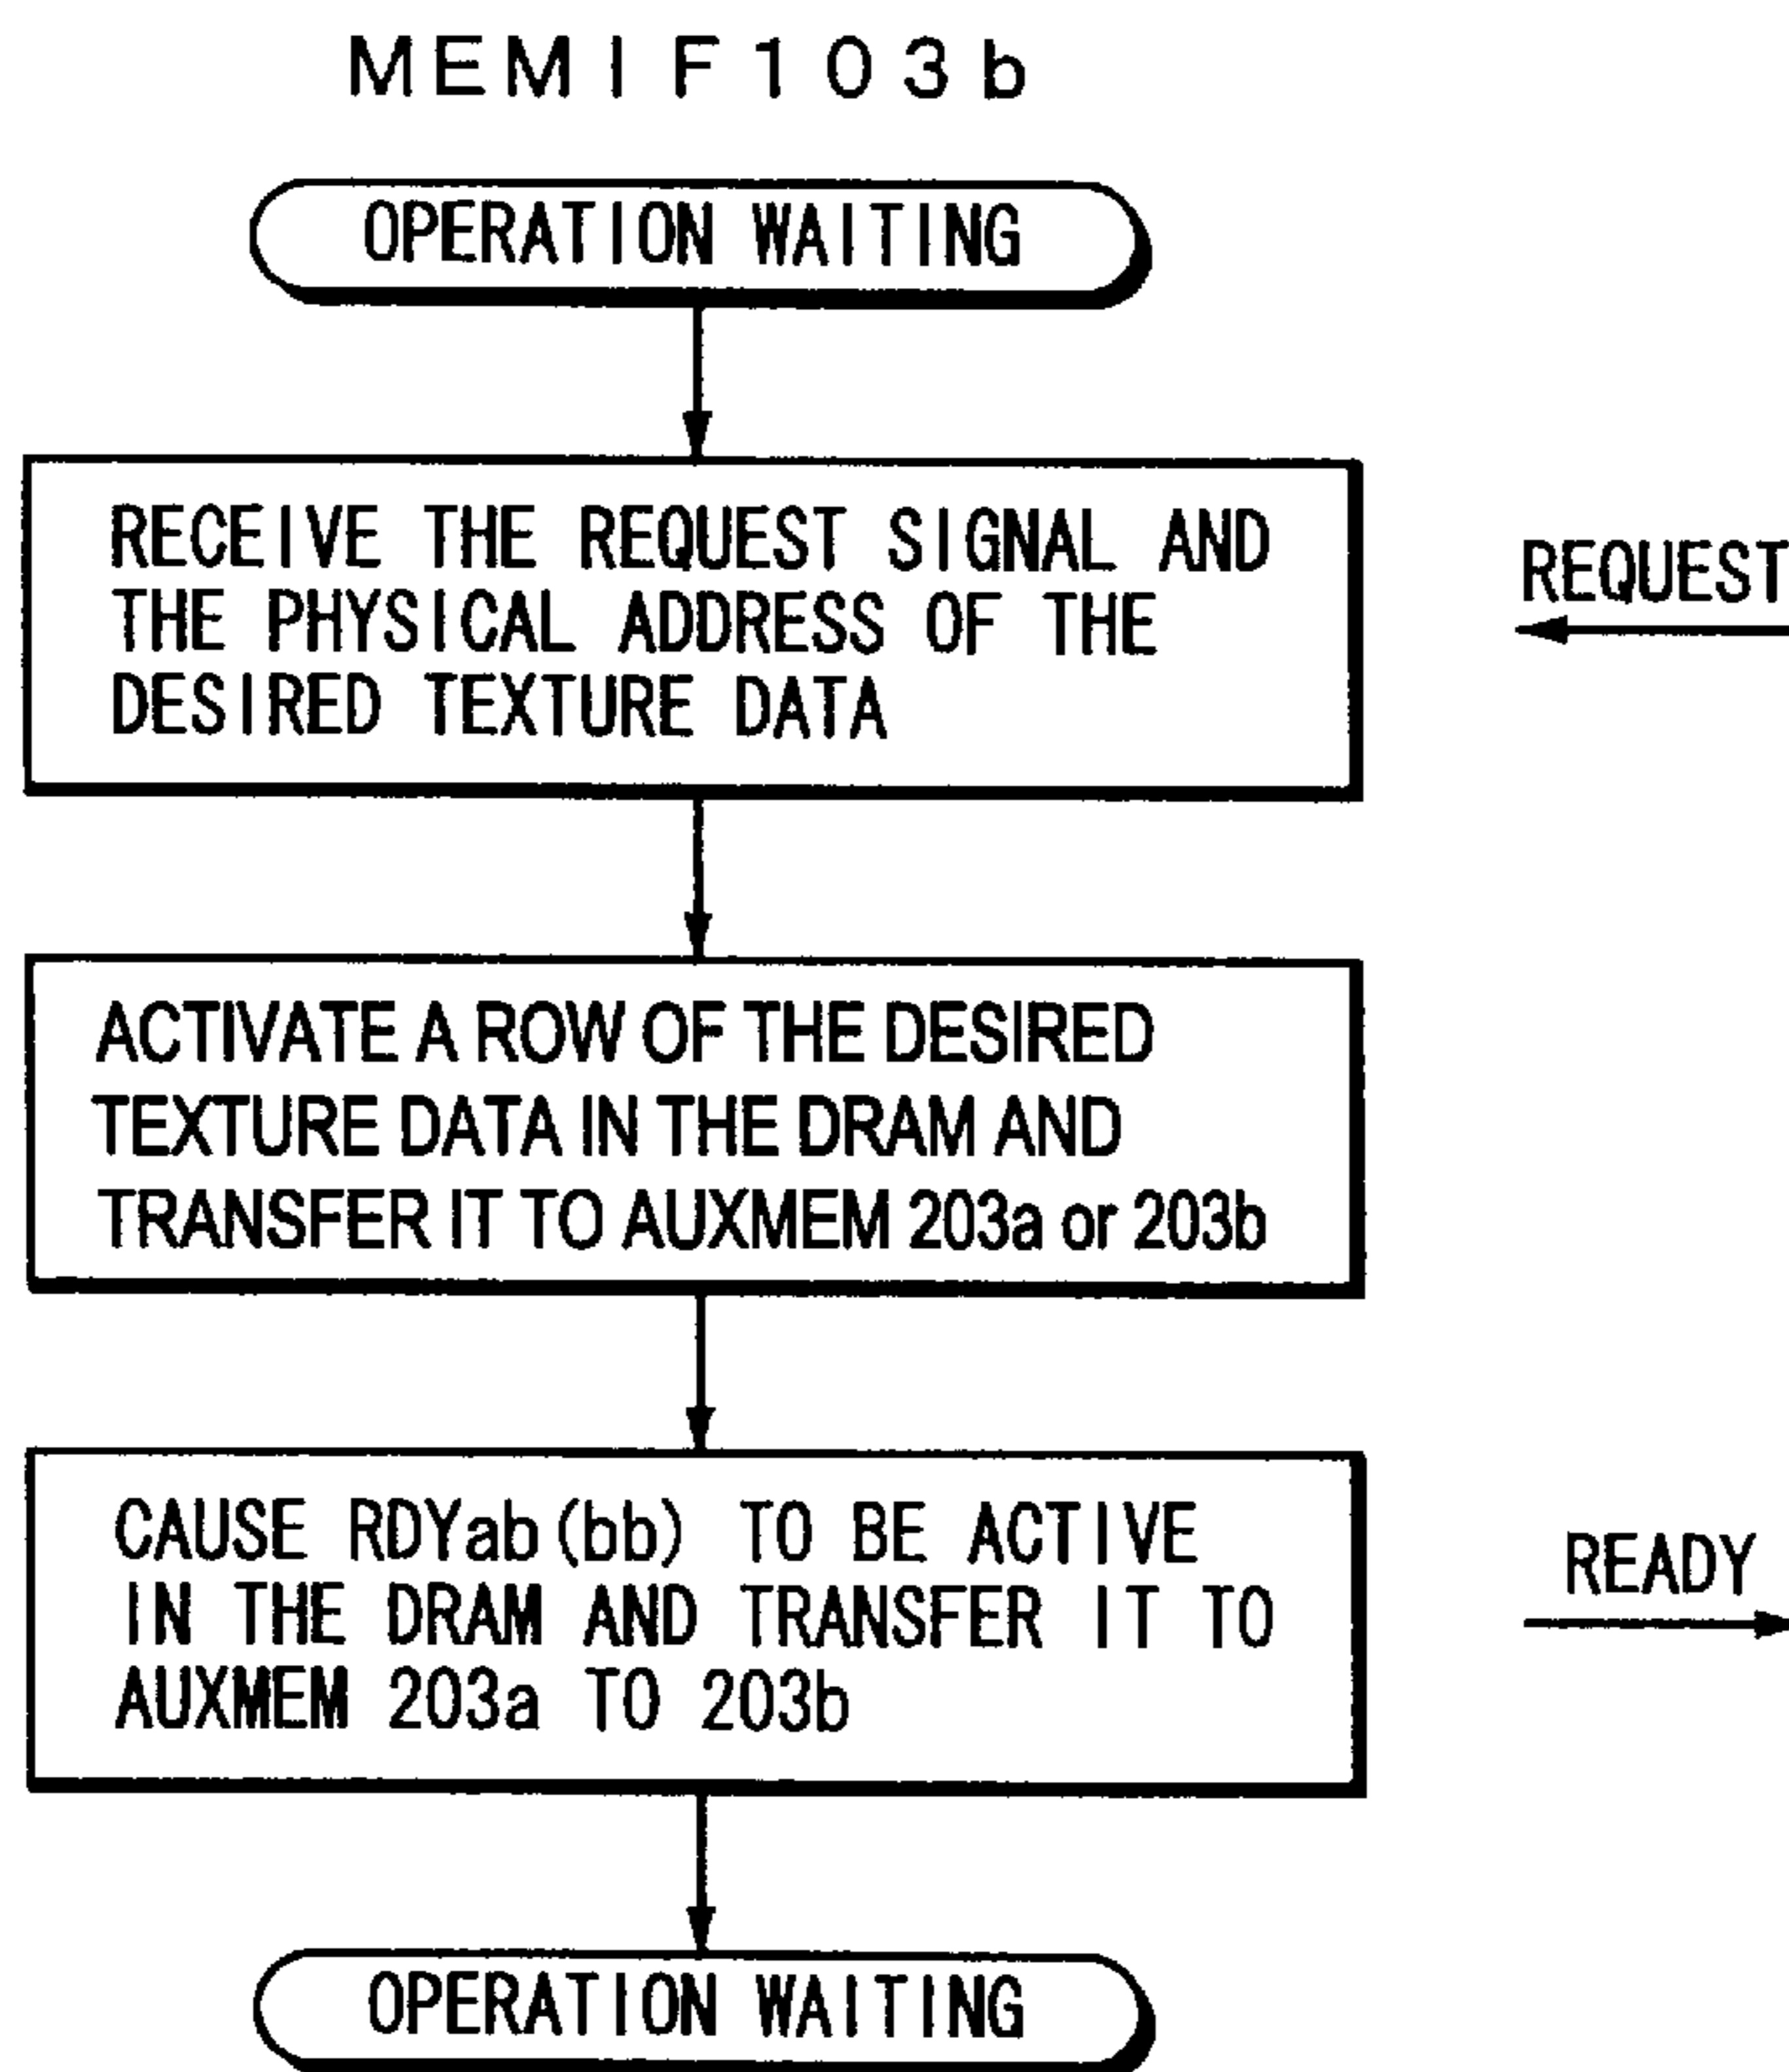 MEMIF103b
OPERATION WAITING
RECEIVE THE REQUEST SIGNAL AND
THE PHYSICAL ADDRESS OF THE
DESIRED TEXTURE DATA
REQUEST
ACTIVATE A ROW OF THE DESIRED
TEXTURE DATA IN THE DRAM AND
TRANSFER IT TO AUXMEM 203a or 203b
CAUSE RDYab(bb) TO BE ACTIVE
IN THE DRAM AND TRANSFER IT TO
AUXMEM 203a TO 203b
READY
OPERATION WAITING